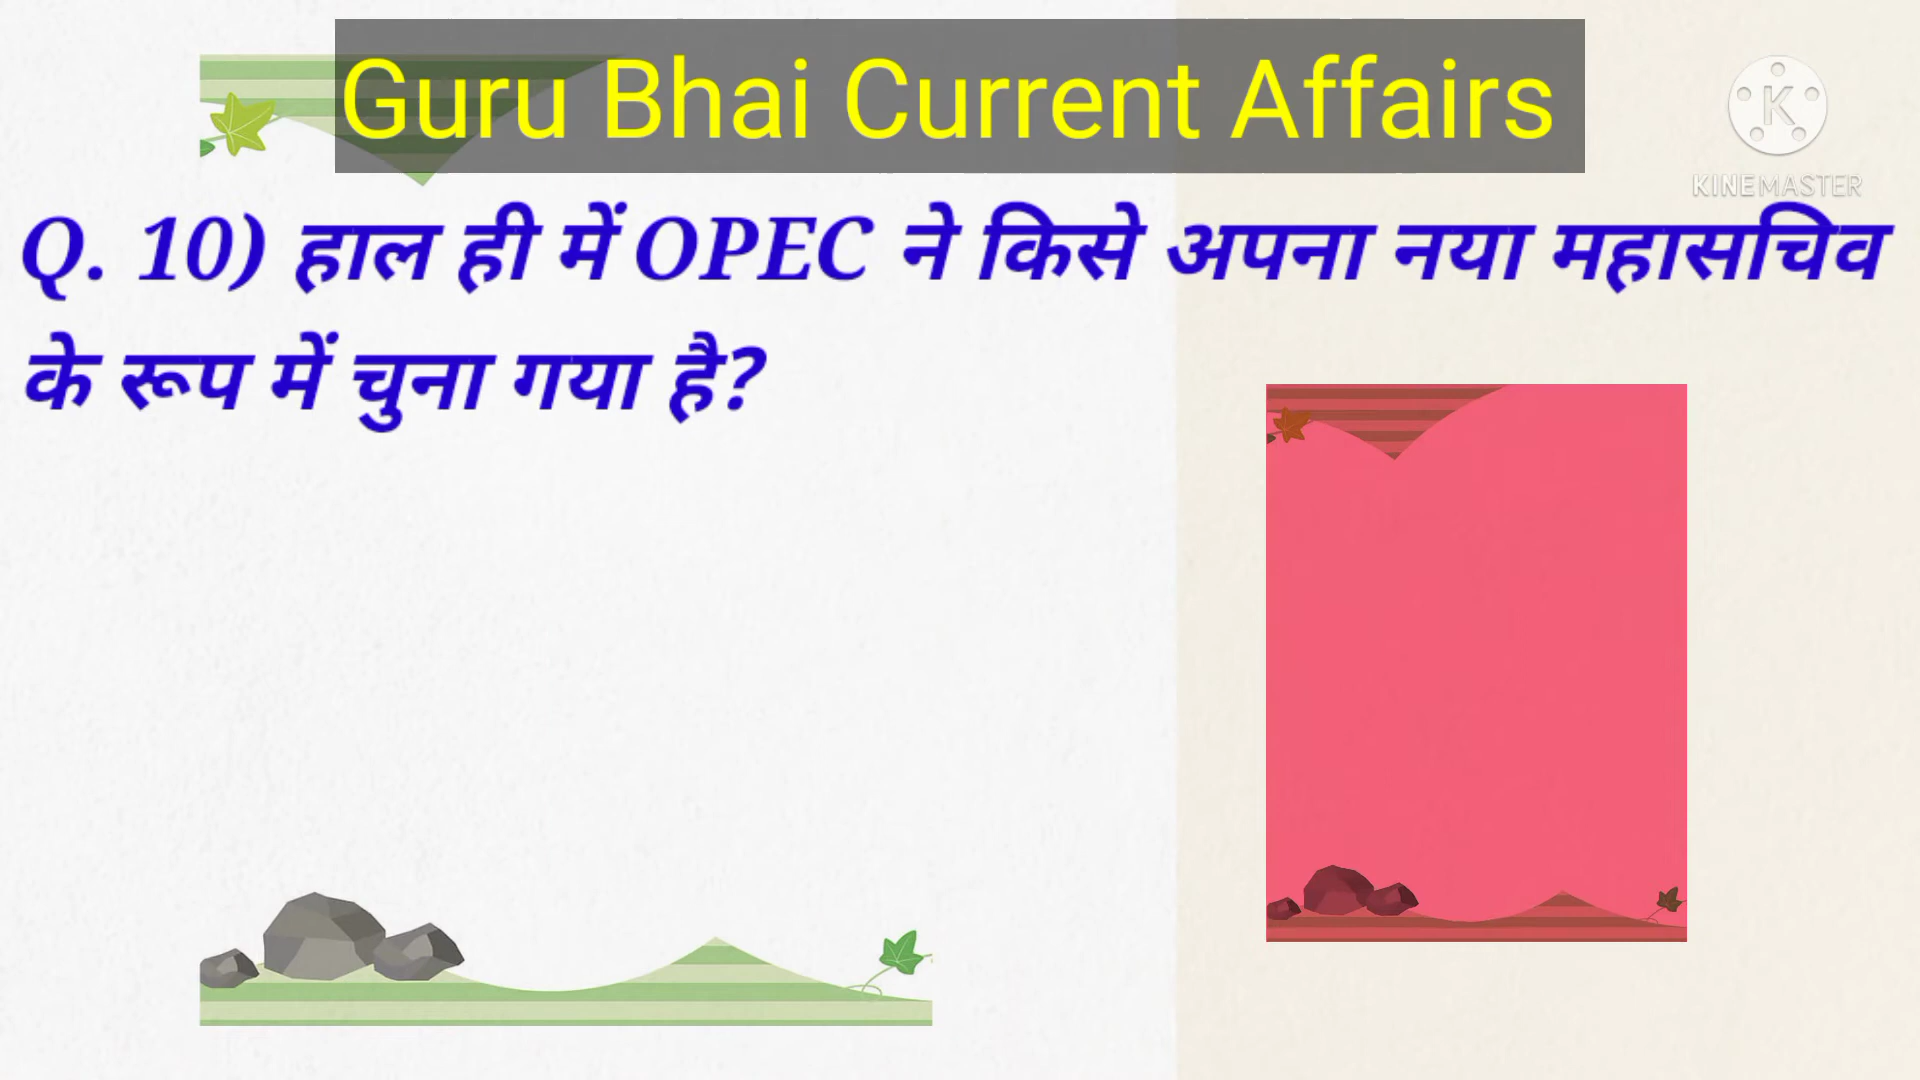 Guru Bhai Current Affairs
K
KINEMASTER
Q. 10) हाल ही में OPEC ने किसे अपना नया महासचिव
के रूप में चुना गया है?